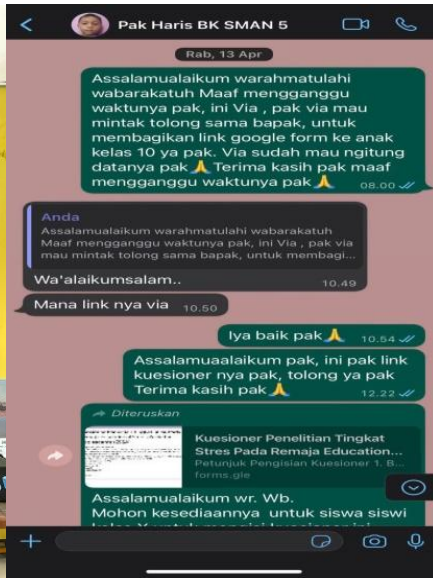 Pak Haris BK SMAN 5
Rab, 13 Apr
Assalamualaikum warahmatulahi
wabarakatuh Maaf mengganggu
waktunya pak, ini Via , pak via mau
mintak tolong sama bapak, untuk
membagikan link google form ke anak
kelas 10 ya pak. Via sudah mau ngitung
datanya pak🙏 Terima kasih pak maaf
mengganggu waktunya pak🙏 08.00
Anda
Assalamualaikum warahmatulahi wabarakatuh
Maaf mengganggu waktunya pak, ini Via , pak via
mau mintak tolong sama bapak, untuk membagi...
Wa'alaikumsalam.. 10.49
Mana link nya via 10.50
Iya baik pak🙏 10.54
Assalamuaalaikum pak, ini pak link
kuesioner nya pak, tolong ya pak
Terima kasih pak🙏 12.22
Diteruskan
Kuesioner Penelitian Tingkat
Stres Pada Remaja Education...
Petunjuk Pengisian Kuesioner 1. B...
forms.gle
Assalamualaikum wr. Wb.
Mohon kesediaannya untuk siswa siswi